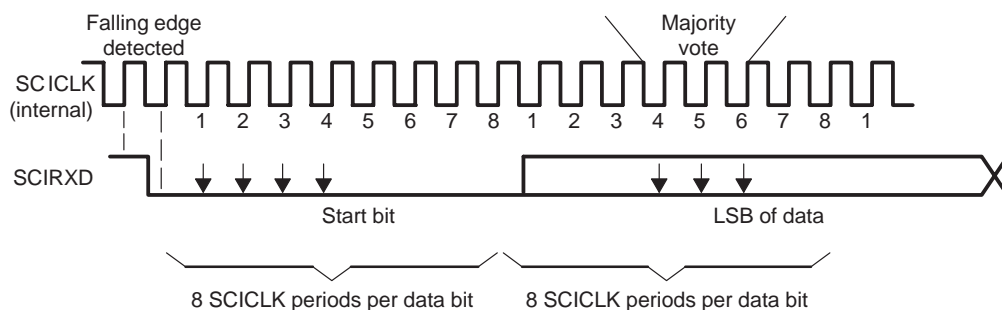 Falling edge
detected
Majority
vote
SCICLK
(internal)
1 2 3 4 5 6 7 8 1 2 3 4 5 6 7 8 1
SCIRXD
Start bit
LSB of data
8 SCICLK periods per data bit
8 SCICLK periods per data bit